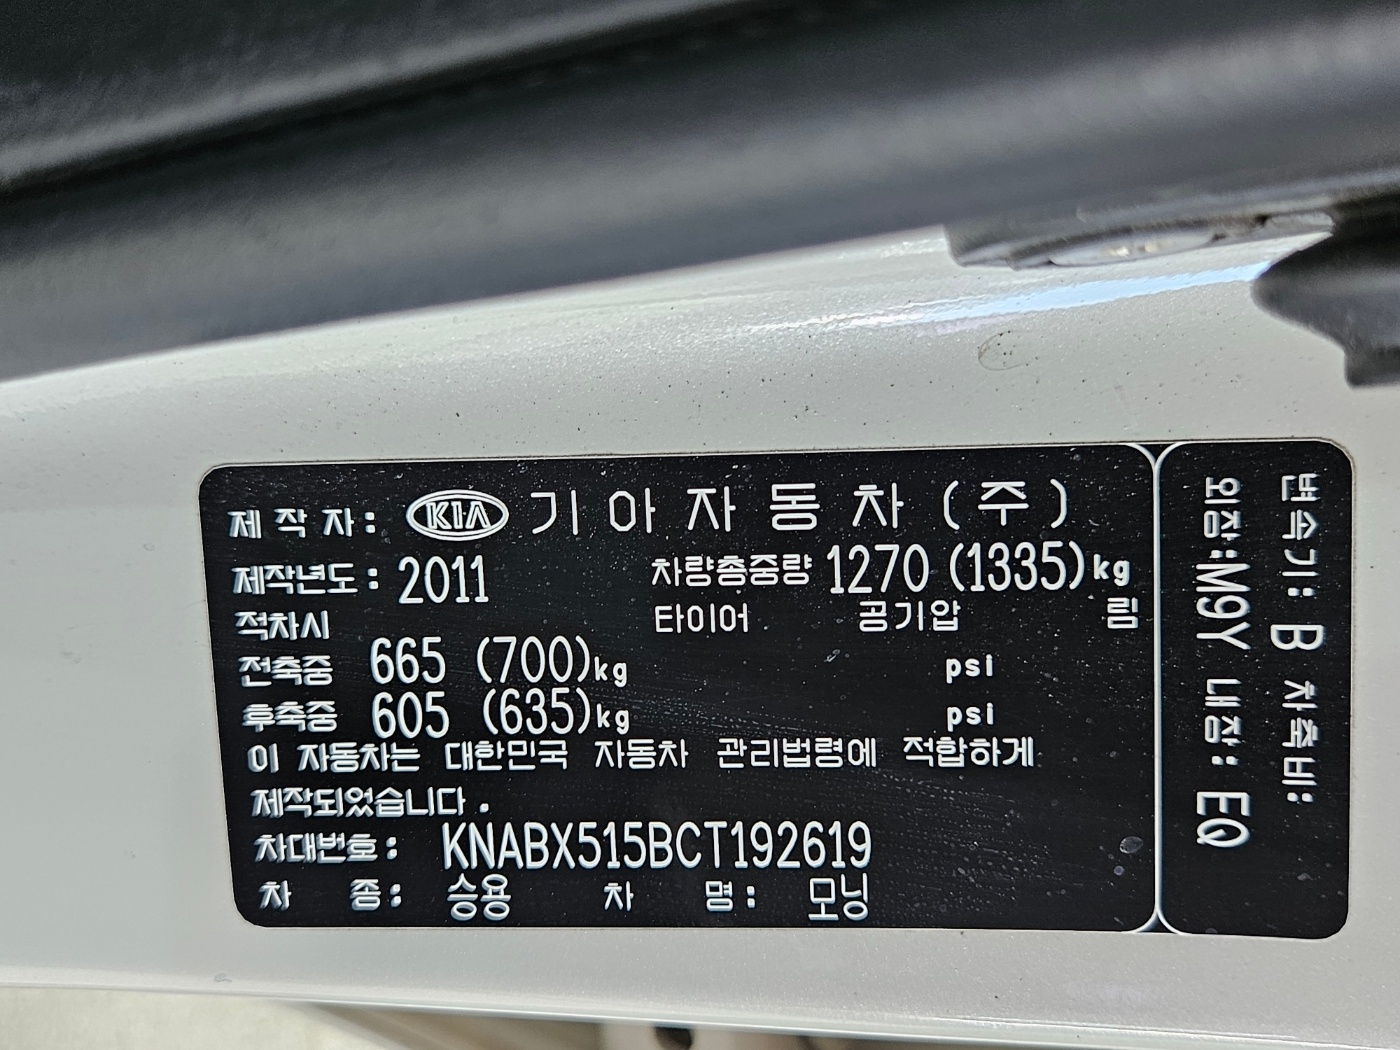 제 작 자 : KIA 기 아 자 동 차 ( 주 )
제작년도 : 2011 차량총중량 1270 (1335)kg
적차시 타이어 공기압 림
전축중 665 (700)kg psi
후축중 605 (635)kg psi
이 자동차는 대한민국 자동차 관리법령에 적합하게
제작되었습니다 .
차대번호 : KNABX515BCT192619
차 종 : 승용 차 명 : 모닝
변속기: B 차축비:
외장:M9Y 내장: EQ